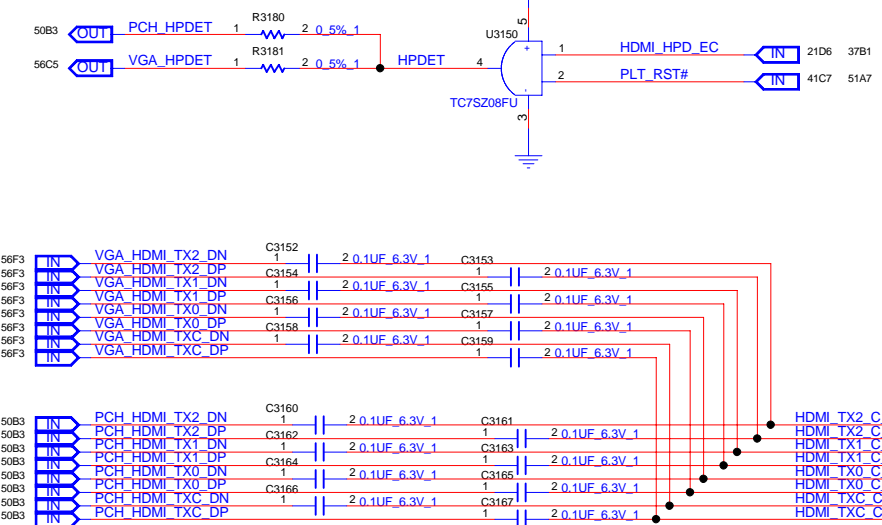 R3180
50B3 OUT PCH_HPDET 1 2 0_5%_1
R3181
56C5 OUT VGA_HPDET 1 2 0_5%_1 HPDET 4
U3150
5
+
-
3
TC7SZ08FU
1 HDMI_HPD_EC IN 21D6 37B1
2 PLT_RST# IN 41C7 51A7
56F3 IN VGA_HDMI_TX2_DN C3152 1 2 0.1UF_6.3V_1
56F3 IN VGA_HDMI_TX2_DP C3153 1 2 0.1UF_6.3V_1
56F3 IN VGA_HDMI_TX1_DN C3154 1 2 0.1UF_6.3V_1
56F3 IN VGA_HDMI_TX1_DP C3155 1 2 0.1UF_6.3V_1
56F3 IN VGA_HDMI_TX0_DN C3156 1 2 0.1UF_6.3V_1
56F3 IN VGA_HDMI_TX0_DP C3157 1 2 0.1UF_6.3V_1
56F3 IN VGA_HDMI_TXC_DN C3158 1 2 0.1UF_6.3V_1
56F3 IN VGA_HDMI_TXC_DP C3159 1 2 0.1UF_6.3V_1
50B3 IN PCH_HDMI_TX2_DN C3160 1 2 0.1UF_6.3V_1 HDMI_TX2_C
50B3 IN PCH_HDMI_TX2_DP C3161 1 2 0.1UF_6.3V_1 HDMI_TX2_C
50B3 IN PCH_HDMI_TX1_DN C3162 1 2 0.1UF_6.3V_1 HDMI_TX1_C
50B3 IN PCH_HDMI_TX1_DP C3163 1 2 0.1UF_6.3V_1 HDMI_TX1_C
50B3 IN PCH_HDMI_TX0_DN C3164 1 2 0.1UF_6.3V_1 HDMI_TX0_C
50B3 IN PCH_HDMI_TX0_DP C3165 1 2 0.1UF_6.3V_1 HDMI_TX0_C
50B3 IN PCH_HDMI_TXC_DN C3166 1 2 0.1UF_6.3V_1 HDMI_TXC_C
50B3 IN PCH_HDMI_TXC_DP C3167 1 2 0.1UF_6.3V_1 HDMI_TXC_C